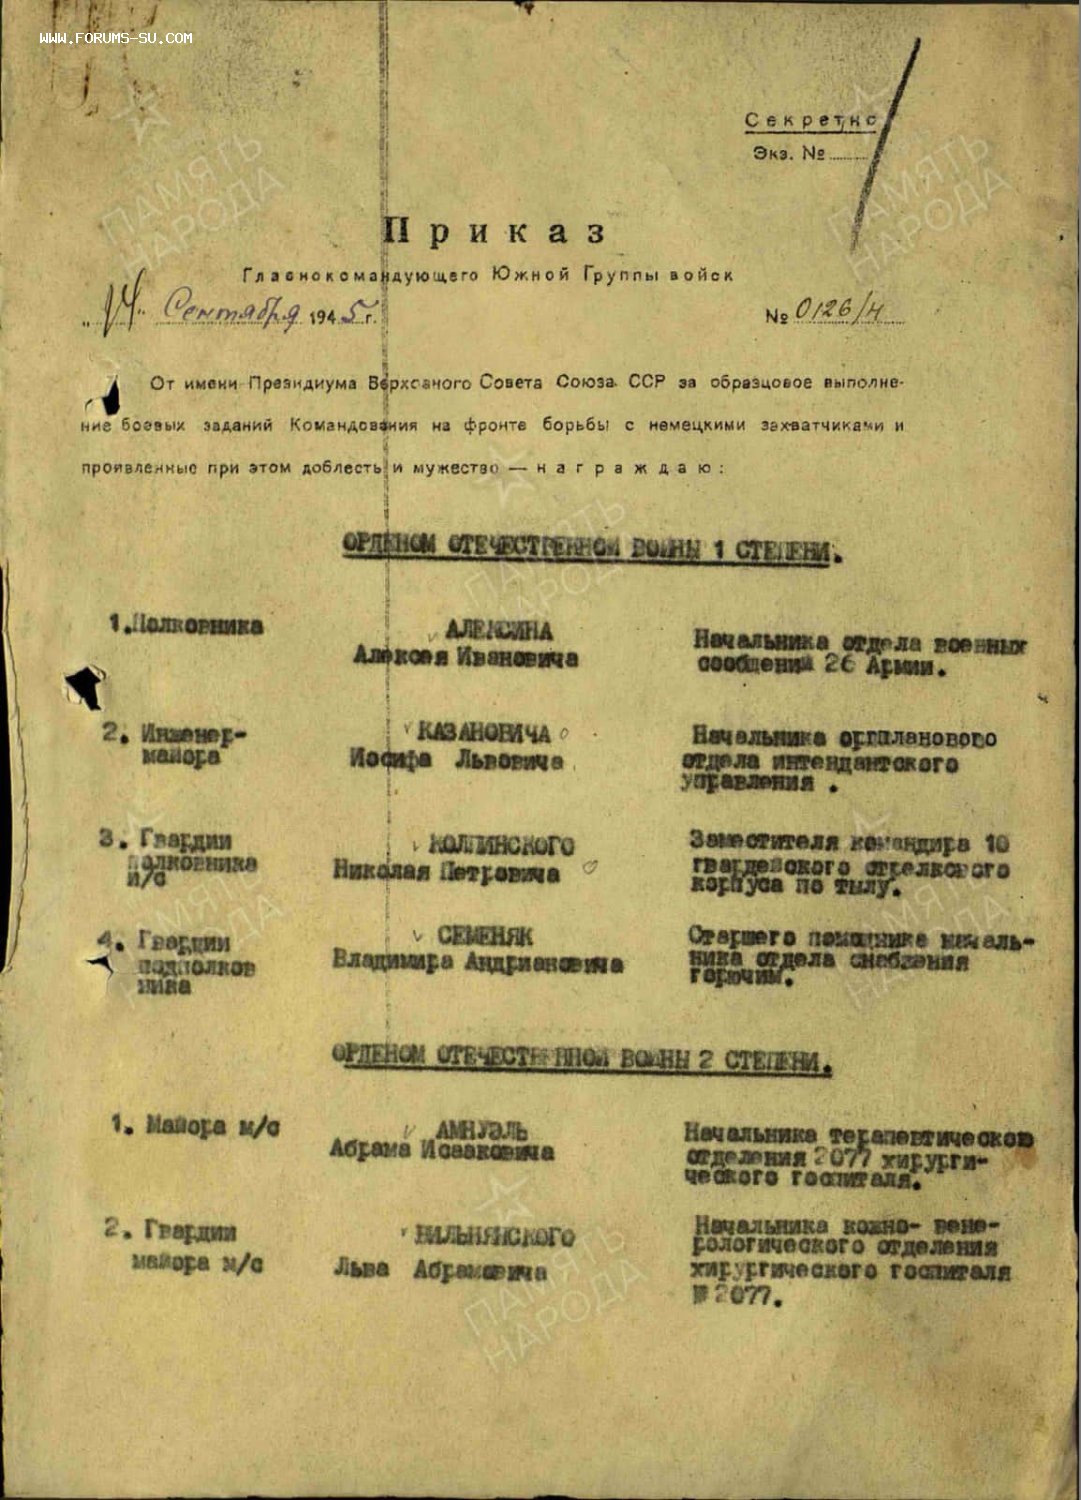 WWW.FORUMS-SU.COM
Секретно
Экз. №
Приказ
Главнокомандующего Южной Группы войск
"14" Сентября 1945 г.
№ 0126/н
От имени Президиума Верховного Совета Союза ССР за образцовое выполне-
ние боевых заданий Командования на фронте борьбы с немецкими захватчиками и
проявленные при этом доблесть и мужество — награждаю:
ОРДЕНОМ ОТЕЧЕСТВЕННОЙ ВОЙНЫ 1 СТЕПЕНИ.
1. Полковника
АЛЕКСИНА
Алексея Ивановича
Начальника отдела военных
сообщений 26 Армии.
2. Инженер-
майора
КАЗАНОВИЧА
Иосифа Львовича
Начальника оргпланового
отдела интендантского
управления .
3. Гвардии
полковника
и/с
Николая Петровича
Заместителя командира 10
гвардейского стрелкового
корпуса по тылу.
4. Гвардии
подполков
ника
СЕМЕНЯК
Владимира Андриановича
Старшего помощника началь-
ника отдела снабжения
горючим.
ОРДЕНОМ ОТЕЧЕСТВЕННОЙ ВОЙНЫ 2 СТЕПЕНИ.
1. Майора м/с
АМНУЭЛЬ
Абрама Исааковича
Начальника терапевтического
отделения 2077 хирурги-
ческого госпиталя.
2. Гвардии
майора м/с
Льва Абрамовича
Начальника кожно- вене-
рологического отделения
хирургического госпиталя
№ 2077.
ПАМЯТЬ
НАРОДА